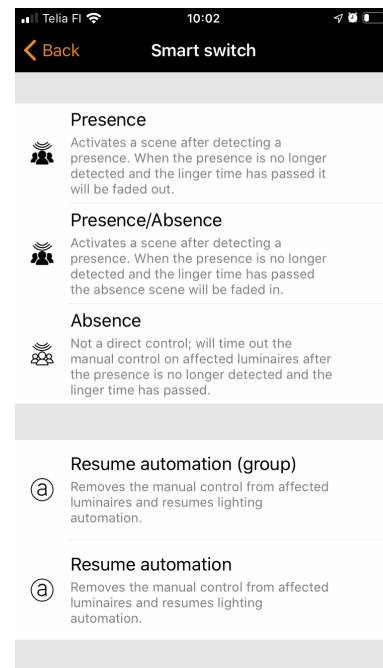 Telia FI 10:02
Back Smart switch
Presence
Activates a scene after detecting a
presence. When the presence is no longer
detected and the linger time has passed it
will be faded out.
Presence/Absence
Activates a scene after detecting a
presence. When the presence is no longer
detected and the linger time has passed
the absence scene will be faded in.
Absence
Not a direct control; will time out the
manual control on affected luminaires after
the presence is no longer detected and the
linger time has passed.
Resume automation (group)
a
Removes the manual control from affected
luminaires and resumes lighting
automation.
Resume automation
a
Removes the manual control from affected
luminaires and resumes lighting
automation.